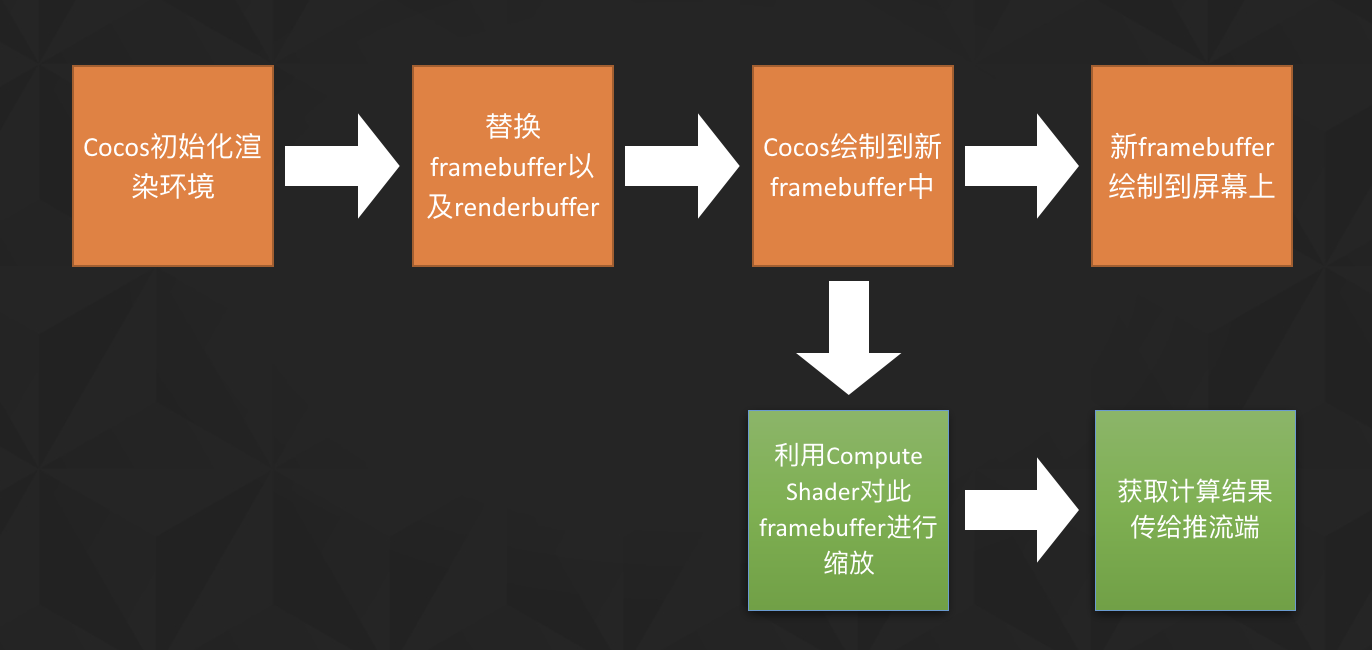 Cocos初始化渲
染环境
替换
framebuffer以
及renderbuffer
Cocos绘制到新
framebuffer中
新framebuffer
绘制到屏幕上
利用Compute
Shader对此
framebuffer进行
缩放
获取计算结果
传给推流端